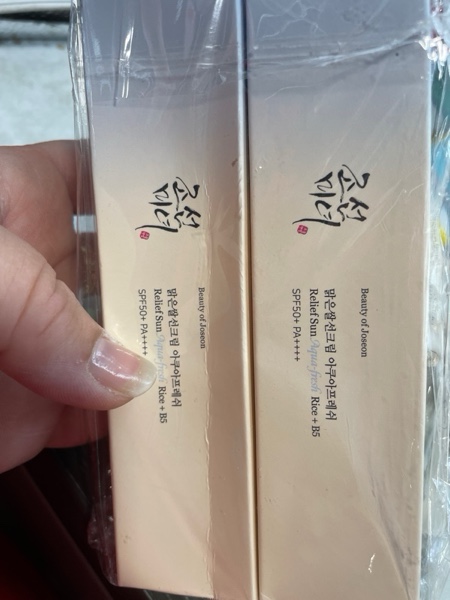 조선
미녀
Beauty of Joseon
맑은쌀선크림 아쿠아프레쉬
Relief Sun Aqua-fresh Rice + B5
SPF50+ PA++++
조선
미녀
Beauty of Joseon
맑은쌀선크림 아쿠아프레쉬
Relief Sun Aqua-fresh Rice + B5
SPF50+ PA++++